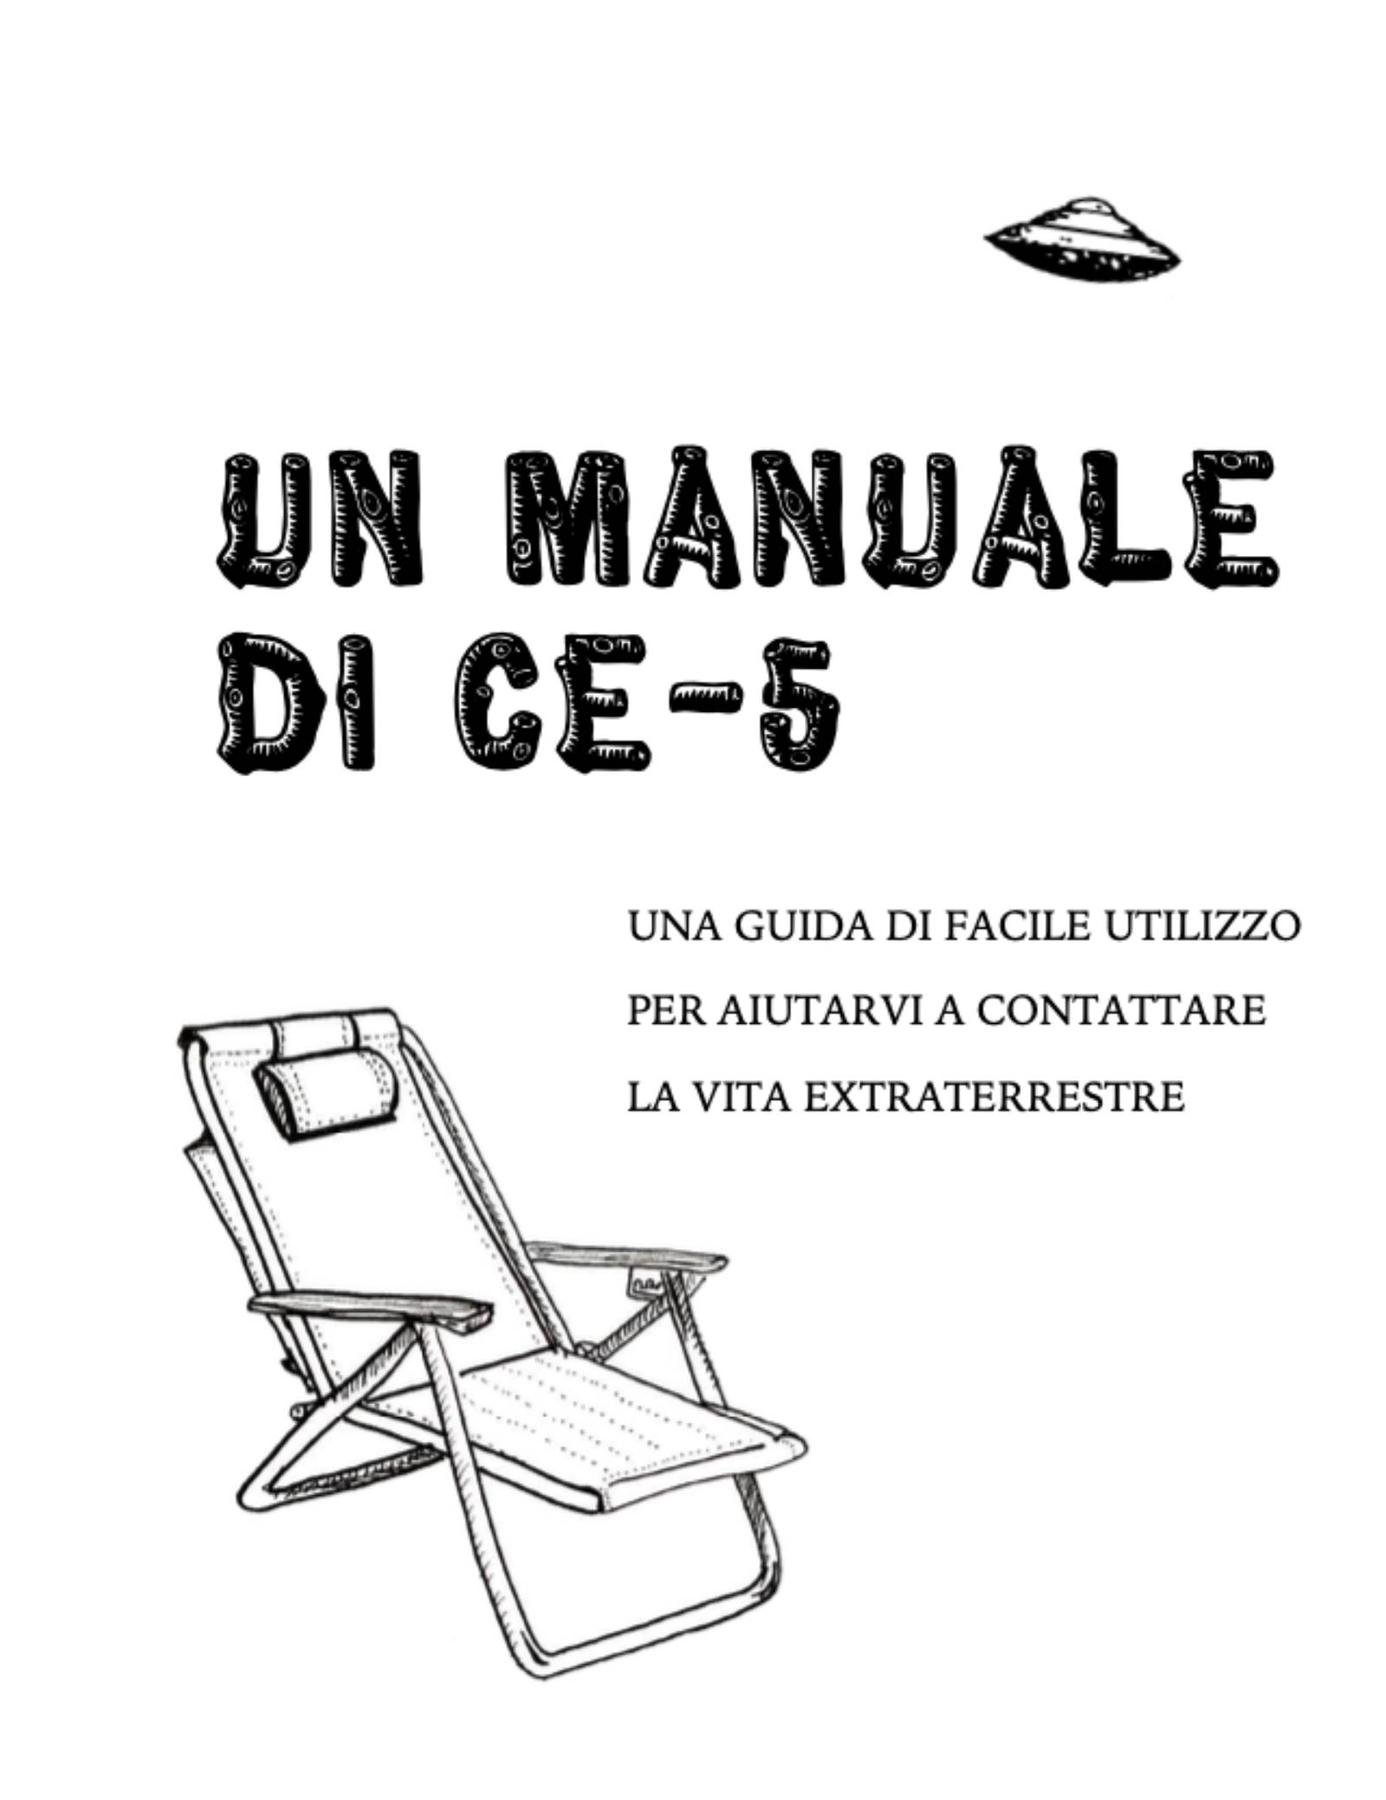 UN MANUALE
DI CE-5
UNA GUIDA DI FACILE UTILIZZO
PER AIUTARVI A CONTATTARE
LA VITA EXTRATERRESTRE